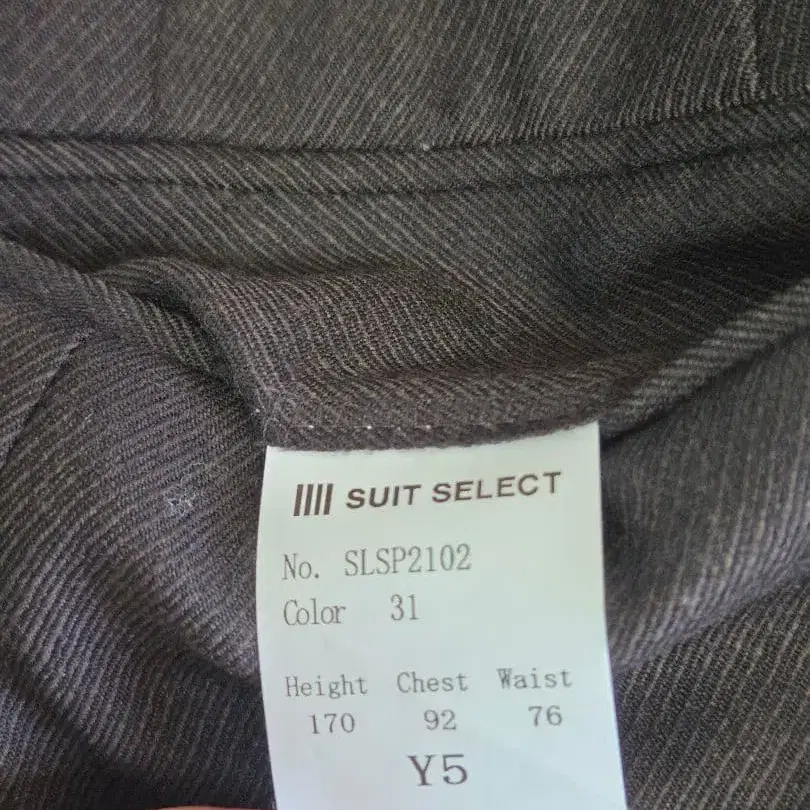 SUIT SELECT
No. SLSP2102
Color 31
Height Chest Waist
170 92 76
Y5